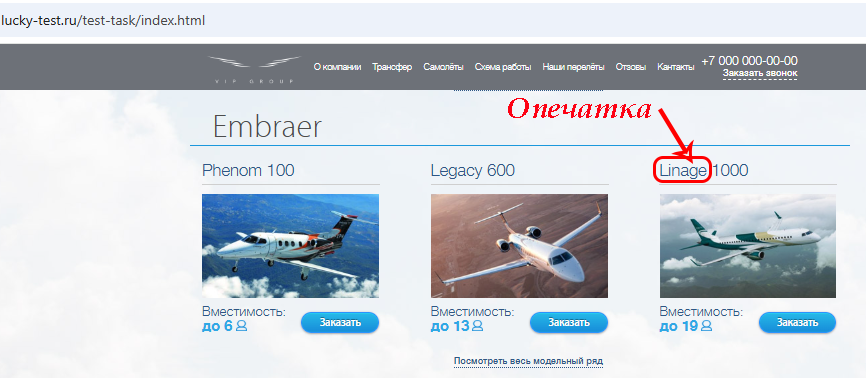 lucky-test.ru/test-task/index.html
VIP GROUP
О компании Трансфер Самолёты Схема работы Наши перелёты Отзовы Кантакты
+7 000 000-00-00
Заказать звонок
Опечатка
Embraer
Phenom 100
Legacy 600
Linage 1000
Вместимость:
до 6
Заказать
Вместимость:
до 13
Заказать
Вместимость:
до 19
Заказать
Посмотреть весь модельный ряд